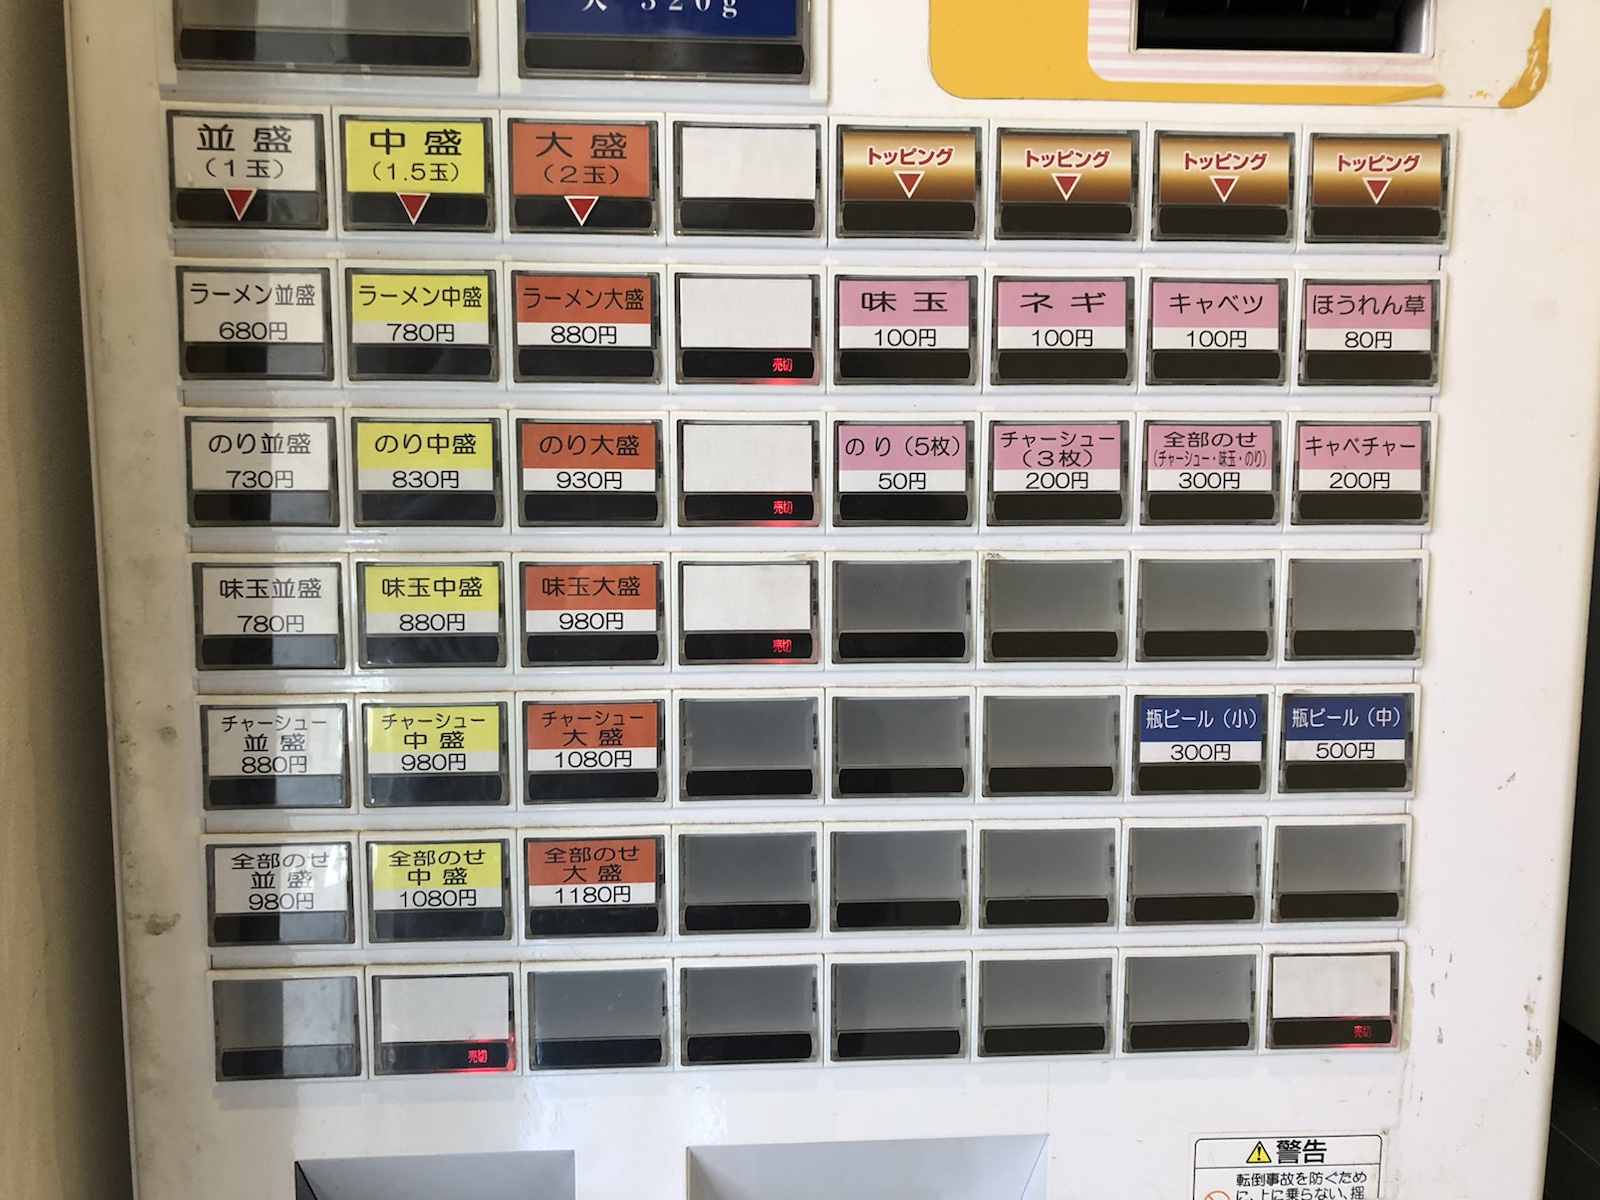 大 320g
並盛
（1玉）
中盛
（1.5玉）
大盛
（2玉）
トッピング
トッピング
トッピング
トッピング
ラーメン並盛
680円
ラーメン中盛
780円
ラーメン大盛
880円
売切
味玉
100円
ネギ
100円
キャベツ
100円
ほうれん草
80円
のり並盛
730円
のり中盛
830円
のり大盛
930円
売切
のり（5枚）
50円
チャーシュー
（3枚）
200円
全部のせ
（チャーシュー・味玉・のり）
300円
キャベチャー
200円
味玉並盛
780円
味玉中盛
880円
味玉大盛
980円
売切
チャーシュー
並盛
880円
チャーシュー
中盛
980円
チャーシュー
大盛
1080円
瓶ビール（小）
300円
瓶ビール（中）
500円
全部のせ
並盛
980円
全部のせ
中盛
1080円
全部のせ
大盛
1180円
売切
売切
警告
転倒事故を防ぐため
に、上に乗らない、揺